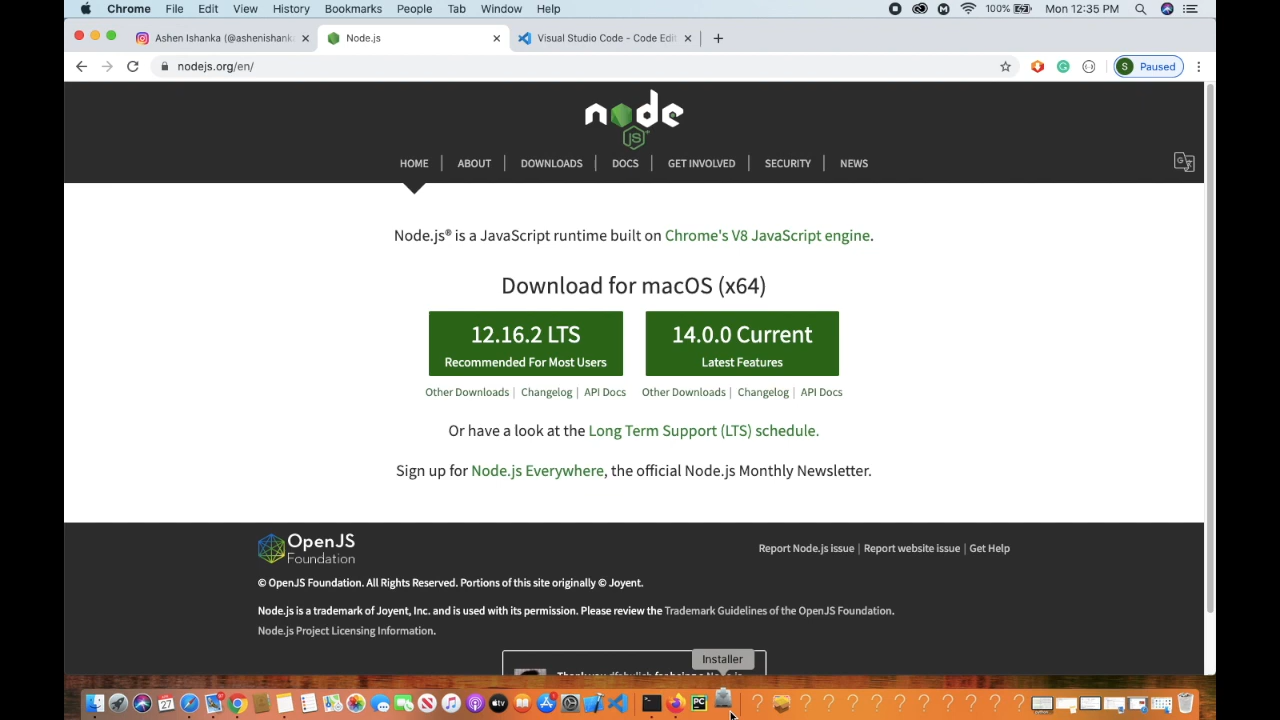 Chrome File Edit View History Bookmarks People Tab Window Help 100% Mon 12:35 PM
Ashen Ishanka (@ashenishanka Node.js Visual Studio Code - Code Edit
nodejs.org/en/ S Paused
node
JS
HOME | ABOUT | DOWNLOADS | DOCS | GET INVOLVED | SECURITY | NEWS
Node.js® is a JavaScript runtime built on Chrome's V8 JavaScript engine.
Download for macOS (x64)
12.16.2 LTS
Recommended For Most Users
14.0.0 Current
Latest Features
Other Downloads | Changelog | API Docs Other Downloads | Changelog | API Docs
Or have a look at the Long Term Support (LTS) schedule.
Sign up for Node.js Everywhere, the official Node.js Monthly Newsletter.
OpenJS
Foundation
Report Node.js issue | Report website issue | Get Help
© OpenJS Foundation. All Rights Reserved. Portions of this site originally © Joyent.
Node.js is a trademark of Joyent, Inc. and is used with its permission. Please review the Trademark Guidelines of the OpenJS Foundation.
Node.js Project Licensing Information.
Installer
27
tv
PC